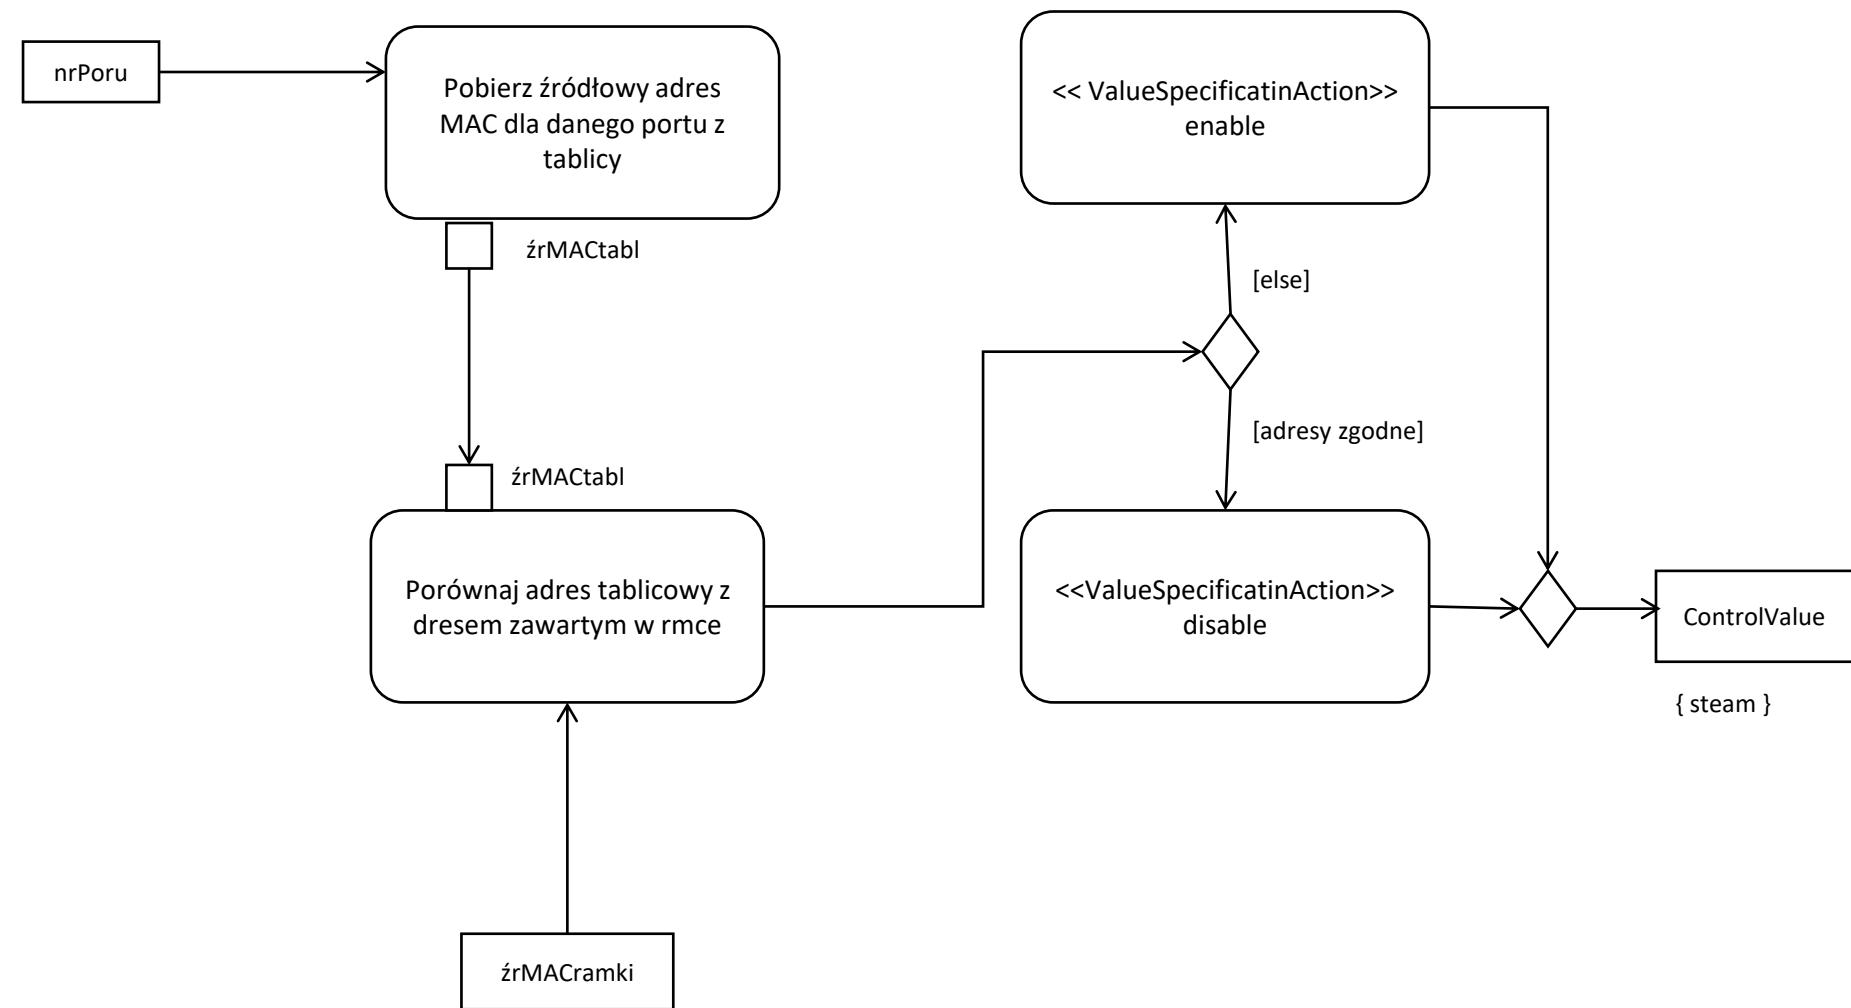 nrPoru
Pobierz źródłowy adres
MAC dla danego portu z
tablicy
źrMACtabl
źrMACtabl
Porównaj adres tablicowy z
dresem zawartym w rmce
źrMACramki
<< ValueSpecificatinAction>>
enable
[else]
[adresy zgodne]
<<ValueSpecificatinAction>>
disable
ControlValue
{ steam }